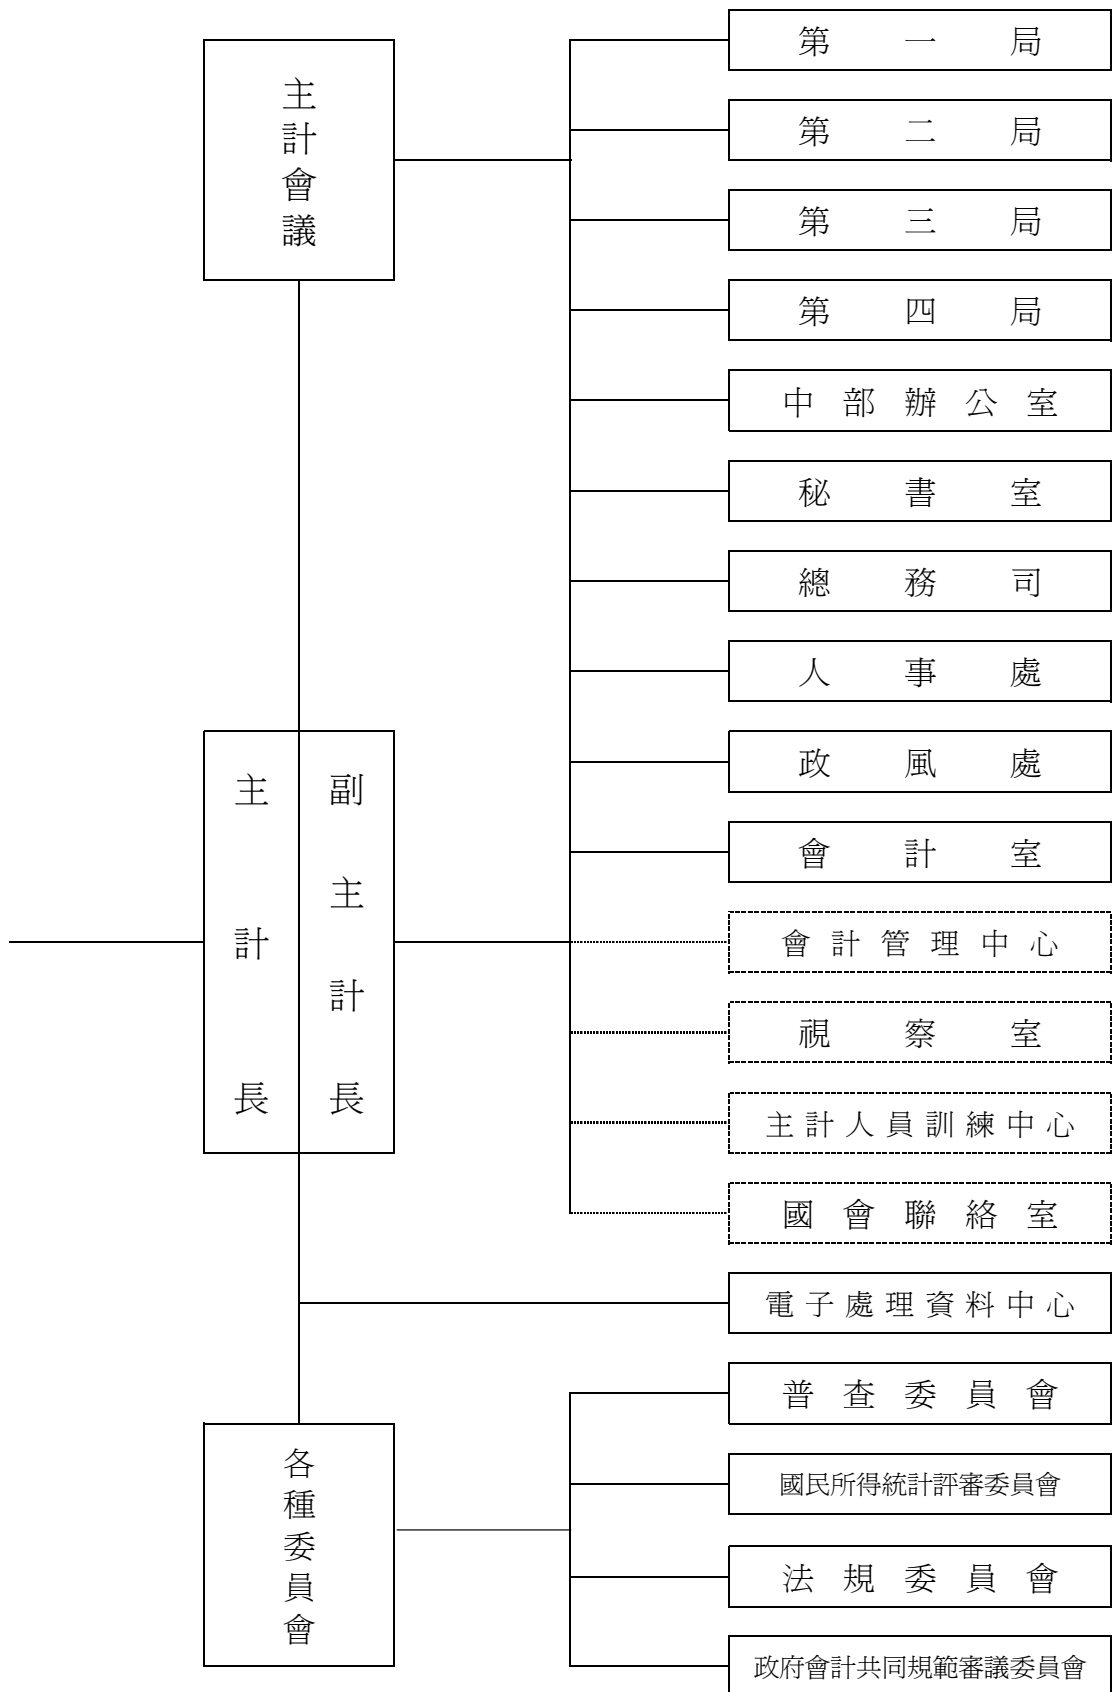 主計會議
主計長
副主計長
各種委員會
第一局
第二局
第三局
第四局
中部辦公室
秘書室
總務司
人事處
政風處
會計室
會計管理中心
視察室
主計人員訓練中心
國會聯絡室
電子處理資料中心
普查委員會
國民所得統計評審委員會
法規委員會
政府會計共同規範審議委員會